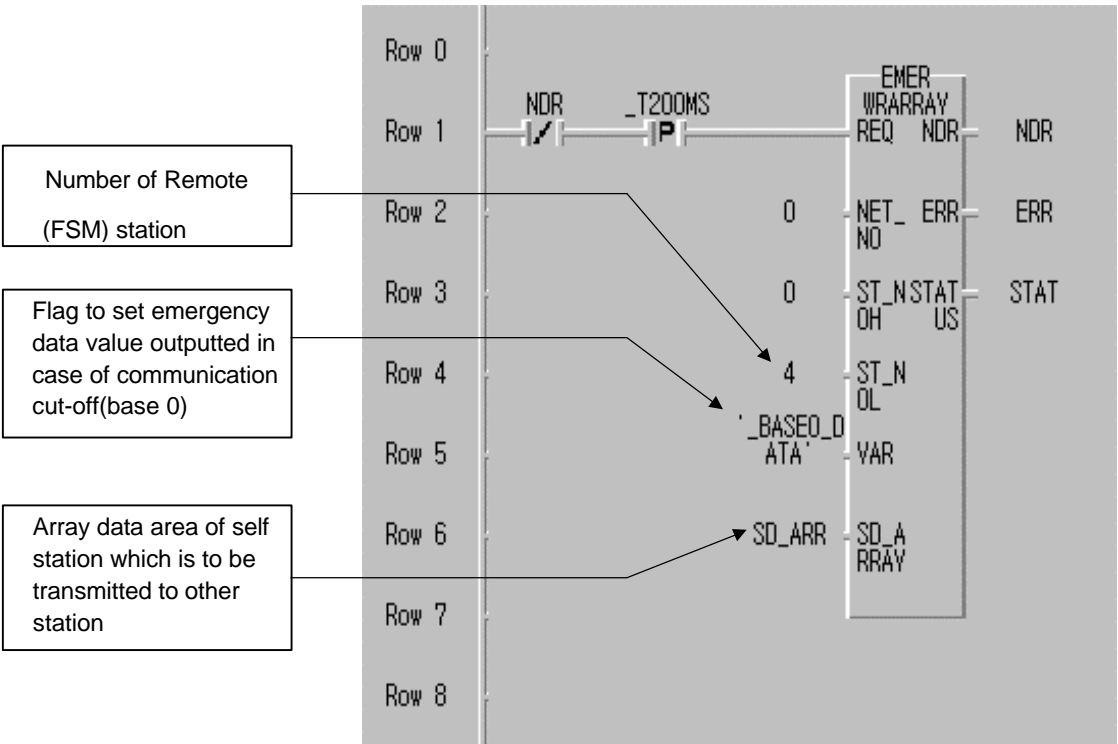 Row 0
EMER
NDR _T200MS WRARRAY
Row 1 P REQ NDR NDR
Number of Remote
(FSM) station
Row 2 0 NET_ ERR ERR
NO
Flag to set emergency
data value outputted in
case of communication
cut-off(base 0)
Row 3 0 ST_N STAT STAT
OH US
Row 4 4 ST_N
OL
'_BASE0_D
Row 5 ATA' VAR
Array data area of self
station which is to be
transmitted to other
station
Row 6 SD_ARR SD_A
RRAY
Row 7
Row 8